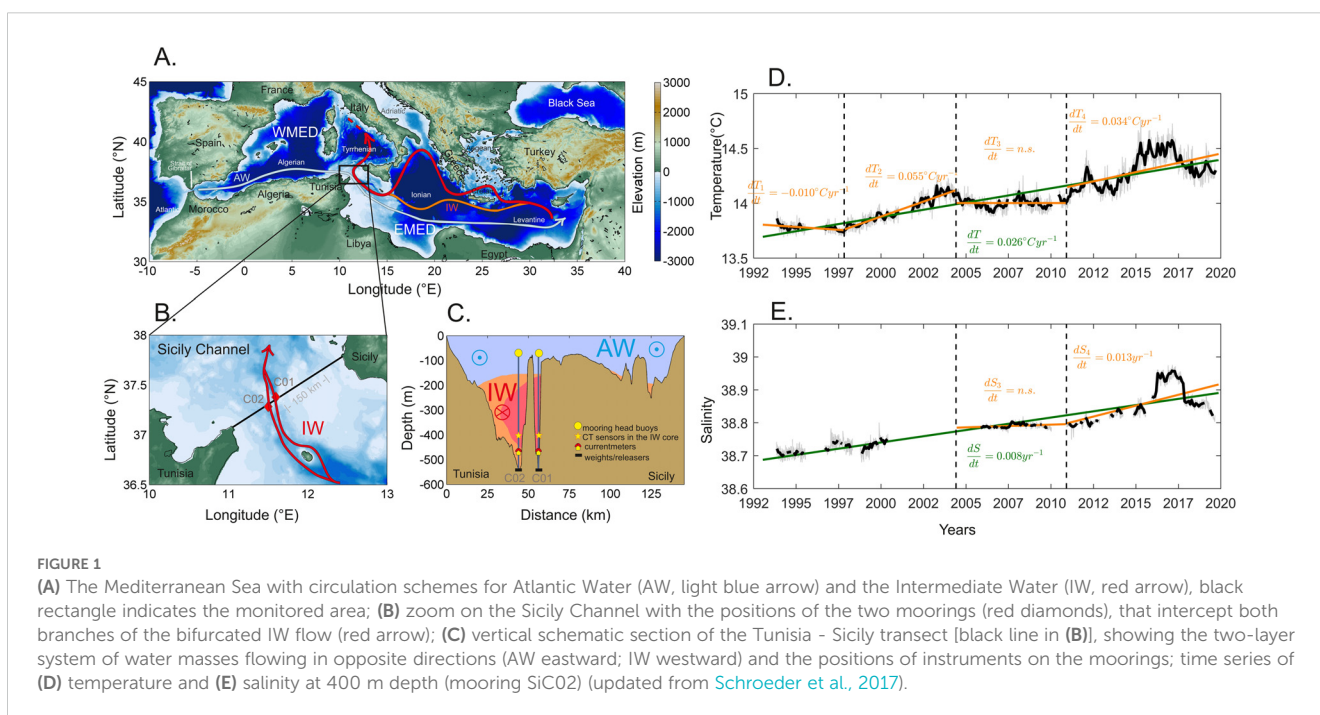 A.
45
40
35
30
Latitude (°N)
-10 -5 0 5 10 15 20 25 30 35 40
Longitude (°E)
France
Italy
Adriatic
Black Sea
WMED
Spain
Tyrrhenian
Turkey
Algerian
AW
Atlantic
Algeria
Tunisia
Morocco
Ionian
IW
Levantine
EMED
Libya
Egypt
3000
2000
1000
0
-1000
-2000
-3000
Elevation (m)
B.
38
37.5
37
36.5
Latitude (°N)
10 11 12 13
Longitude (°E)
Sicily Channel
Sicily
C01
C02
150 km
IW
Tunisia
C.
0
-100
-200
-300
-400
-500
-600
Depth (m)
0 25 50 75 100 125
Distance (km)
AW
IW
mooring head buoys
CT sensors in the IW core
currentmeters
weights/releasers
Tunisia
C02
C01
Sicily
D.
15
14.5
14
13.5
Temperature(°C)
1992 1995 1997 2000 2002 2005 2007 2010 2012 2015 2017 2020
dT1/dt = −0.010°Cyr−1
dT2/dt = 0.055°Cyr−1
dT3/dt = n.s.
dT4/dt = 0.034°Cyr−1
dT/dt = 0.026°Cyr−1
E.
39.1
39
38.9
38.8
38.7
38.6
Salinity
1992 1995 1997 2000 2002 2005 2007 2010 2012 2015 2017 2020
Years
dS3/dt = n.s.
dS4/dt = 0.013yr−1
dS/dt = 0.008yr−1
FIGURE 1
(A) The Mediterranean Sea with circulation schemes for Atlantic Water (AW, light blue arrow) and the Intermediate Water (IW, red arrow), black
rectangle indicates the monitored area; (B) zoom on the Sicily Channel with the positions of the two moorings (red diamonds), that intercept both
branches of the bifurcated IW flow (red arrow); (C) vertical schematic section of the Tunisia - Sicily transect [black line in (B)], showing the two-layer
system of water masses flowing in opposite directions (AW eastward; IW westward) and the positions of instruments on the moorings; time series of
(D) temperature and (E) salinity at 400 m depth (mooring SiC02) (updated from Schroeder et al., 2017).